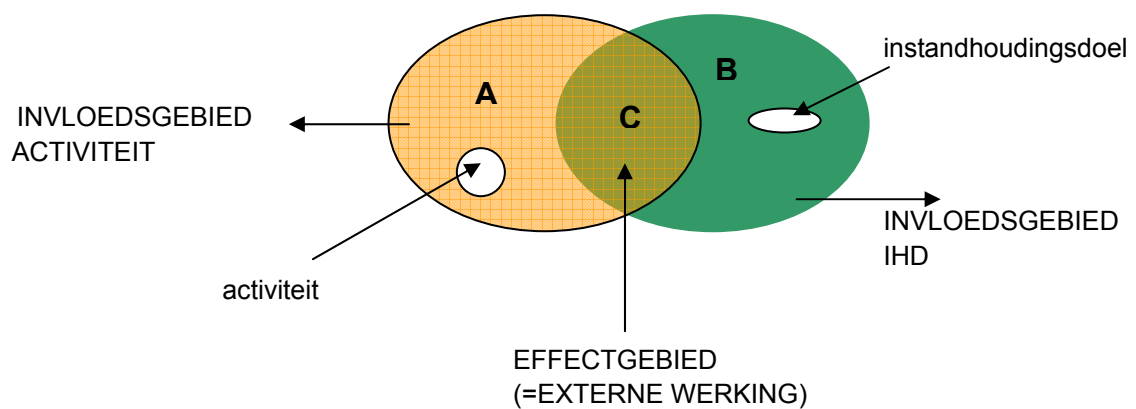 instandhoudingsdoel
B
A
INVLOEDSGEBIED
ACTIVITEIT
C
INVLOEDSGEBIED
IHD
activiteit
EFFECTGEBIED
(=EXTERNE WERKING)